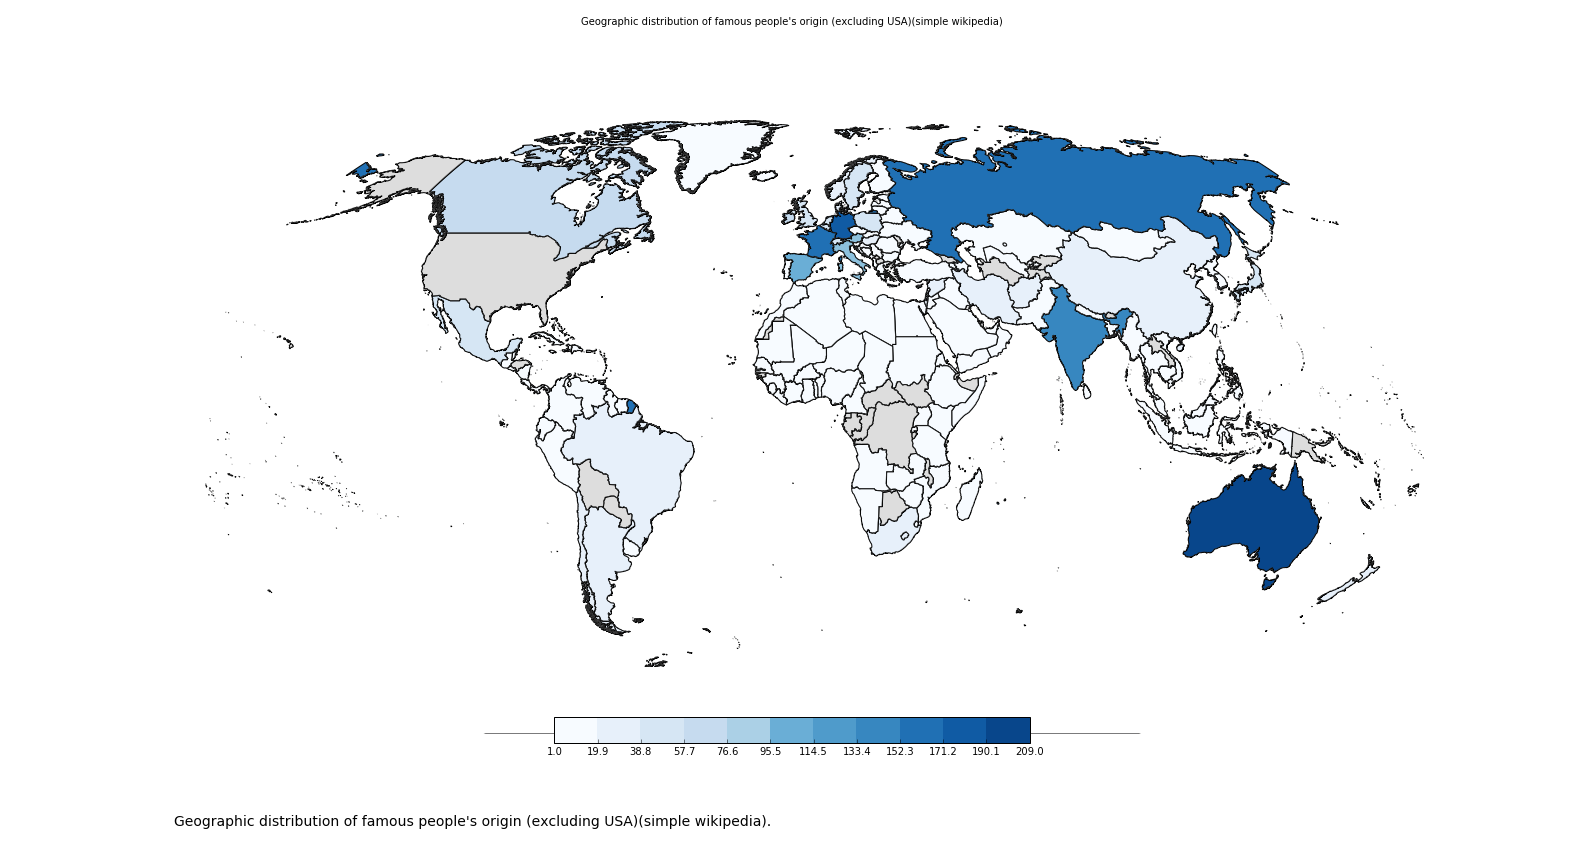 Geographic distribution of famous people's origin (excluding USA)(simple wikipedia)
1.0 19.9 38.8 57.7 76.6 95.5 114.5 133.4 152.3 171.2 190.1 209.0
Geographic distribution of famous people's origin (excluding USA)(simple wikipedia).